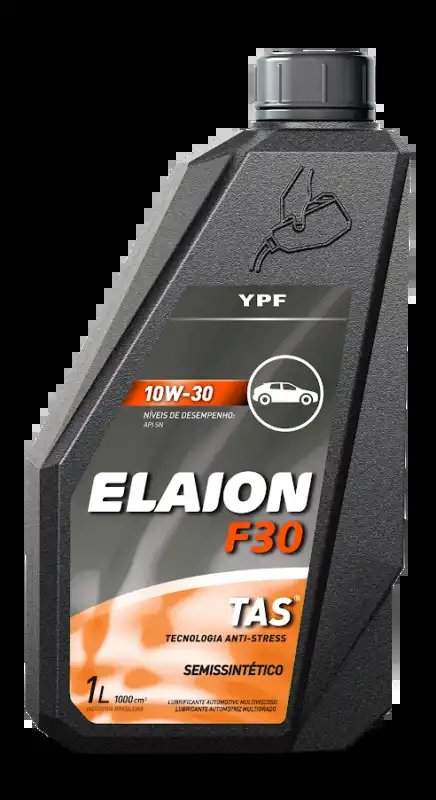 YPF
10W-30
NÍVEIS DE DESEMPENHO:
API SN
ELAION
F30
TAS®
TECNOLOGIA ANTI-STRESS
SEMISSINTÉTICO
1L 1000 cm³
INDÚSTRIA BRASILEIRA
LUBRIFICANTE AUTOMOTIVO MULTIVISCOSO
LUBRICANTE AUTOMOTRIZ MULTIGRADO